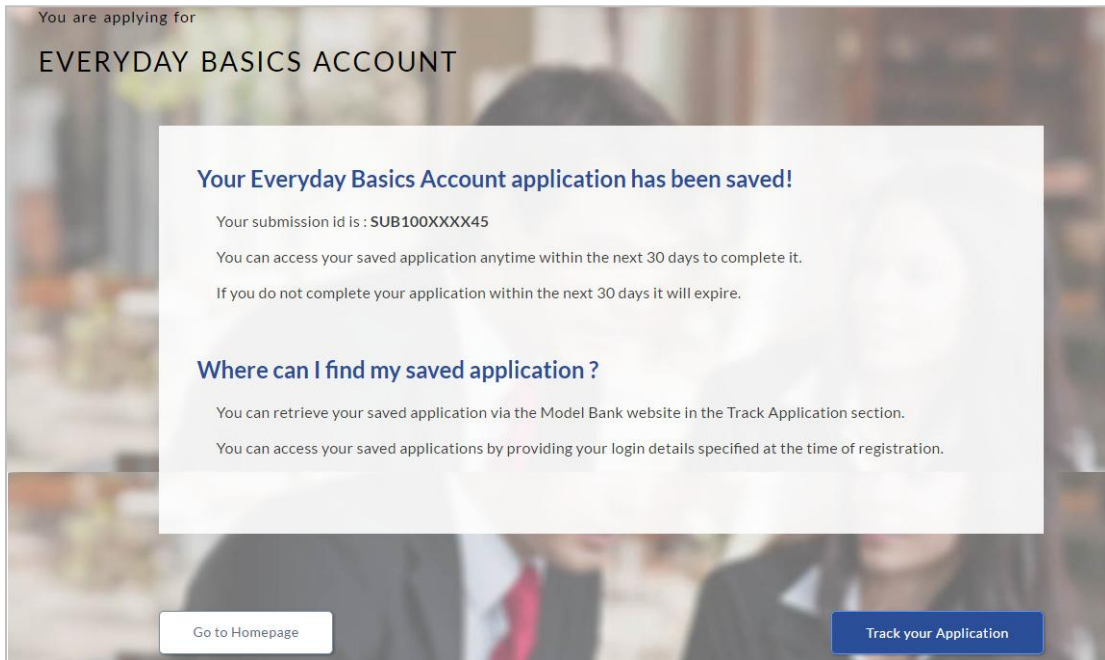 You are applying for
EVERYDAY BASICS ACCOUNT
Your Everyday Basics Account application has been saved!
Your submission id is : SUB100XXXX45
You can access your saved application anytime within the next 30 days to complete it.
If you do not complete your application within the next 30 days it will expire.
Where can I find my saved application ?
You can retrieve your saved application via the Model Bank website in the Track Application section.
You can access your saved applications by providing your login details specified at the time of registration.
Go to Homepage
Track your Application